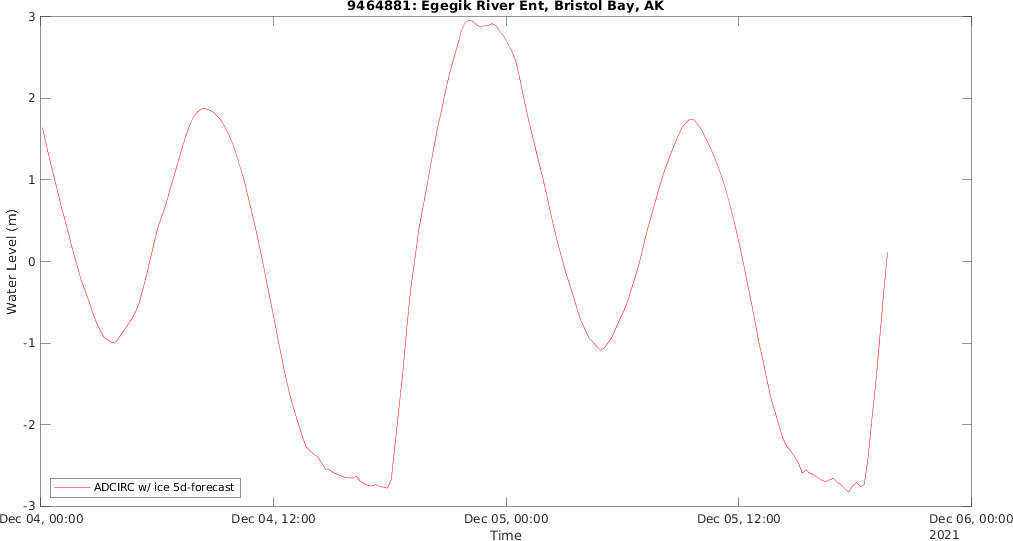 9464881: Egegik River Ent, Bristol Bay, AK
Water Level (m)
3
2
1
0
-1
-2
-3
ADCIRC w/ ice 5d-forecast
Dec 04, 00:00 Dec 04, 12:00 Dec 05, 00:00 Dec 05, 12:00 Dec 06, 00:00
Time 2021